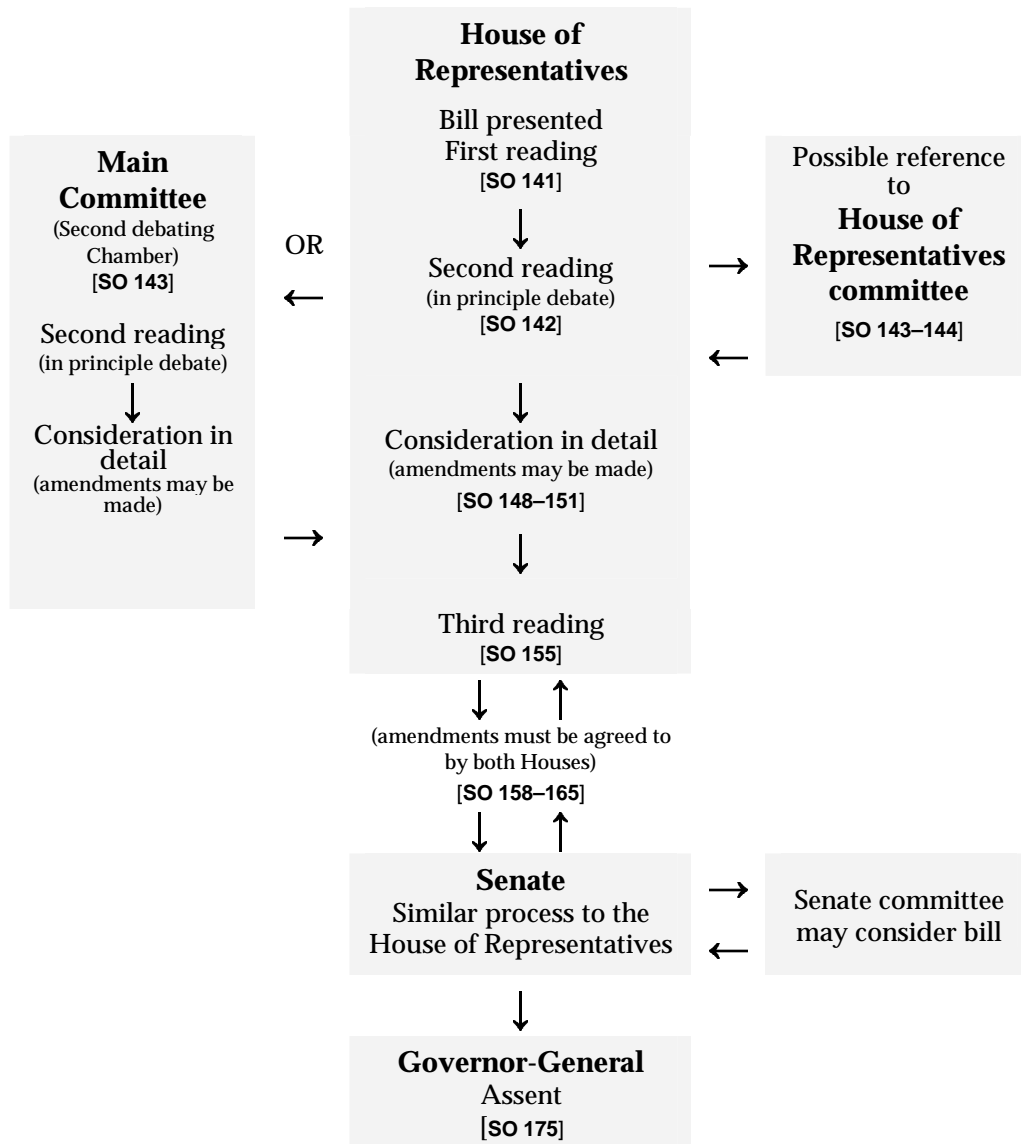 House of
Representatives
Bill presented
First reading
[SO 141]
Second reading
(in principle debate)
[SO 142]
Consideration in detail
(amendments may be made)
[SO 148–151]
Third reading
[SO 155]
Main
Committee
(Second debating
Chamber)
[SO 143]
Second reading
(in principle debate)
Consideration in
detail
(amendments may be
made)
OR
Possible reference
to
House of
Representatives
committee
[SO 143–144]
(amendments must be agreed to
by both Houses)
[SO 158–165]
Senate
Similar process to the
House of Representatives
Senate committee
may consider bill
Governor-General
Assent
[SO 175]